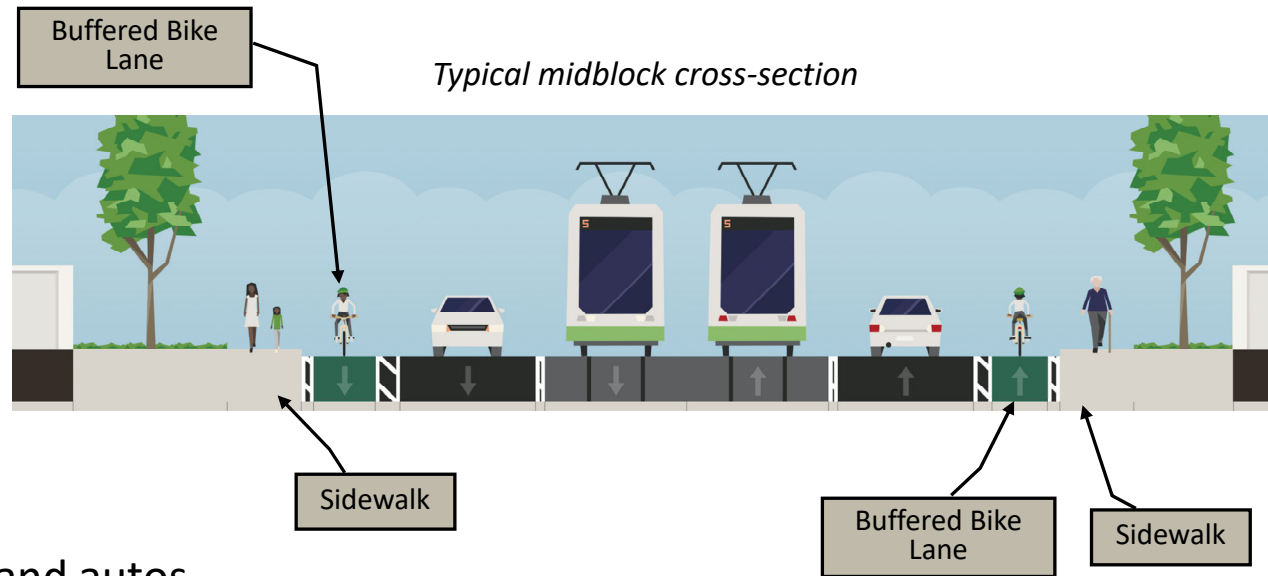 Buffered Bike
Lane
Typical midblock cross-section
5
5
Sidewalk
Buffered Bike
Lane
Sidewalk
and autos